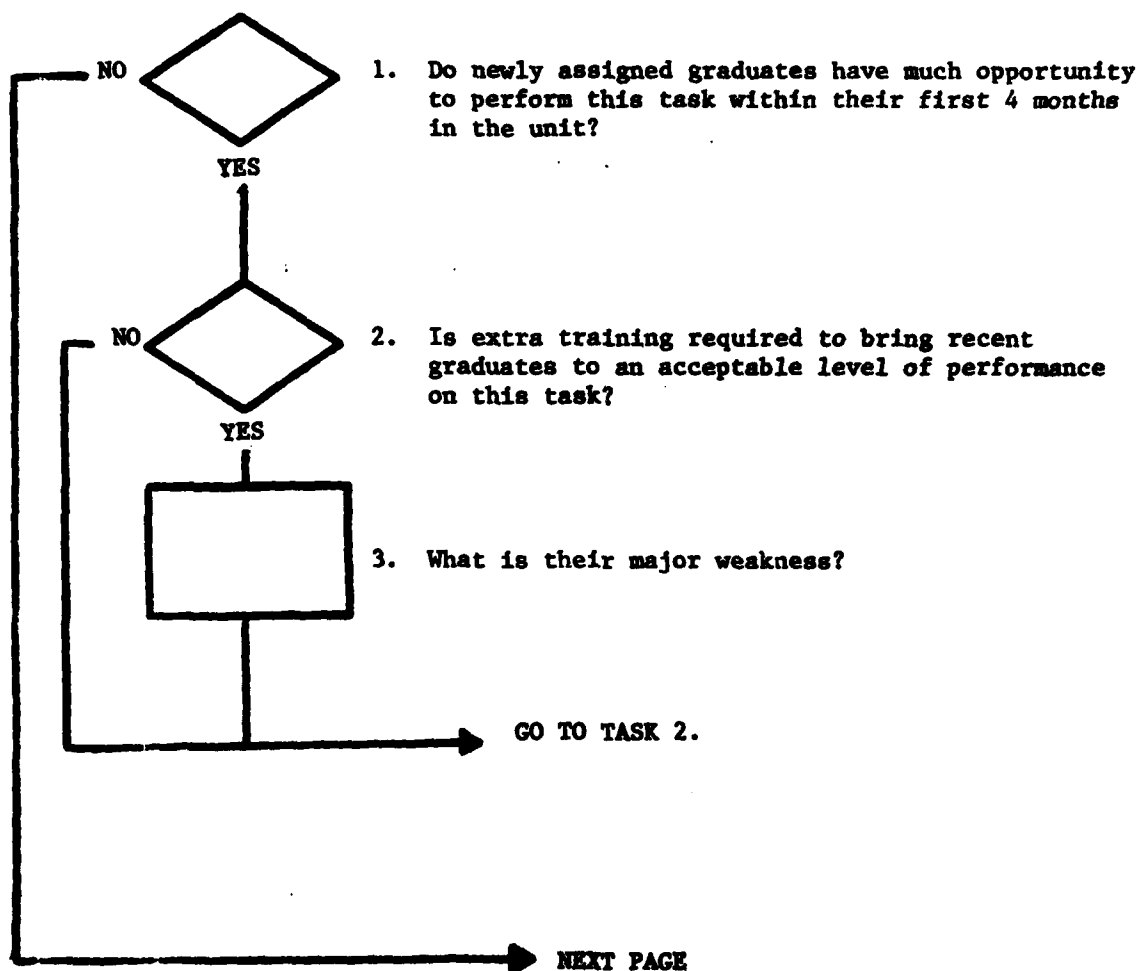 NO
1. Do newly assigned graduates have much opportunity
to perform this task within their first 4 months
in the unit?
YES
NO
2. Is extra training required to bring recent
graduates to an acceptable level of performance
on this task?
YES
3. What is their major weakness?
GO TO TASK 2.
NEXT PAGE